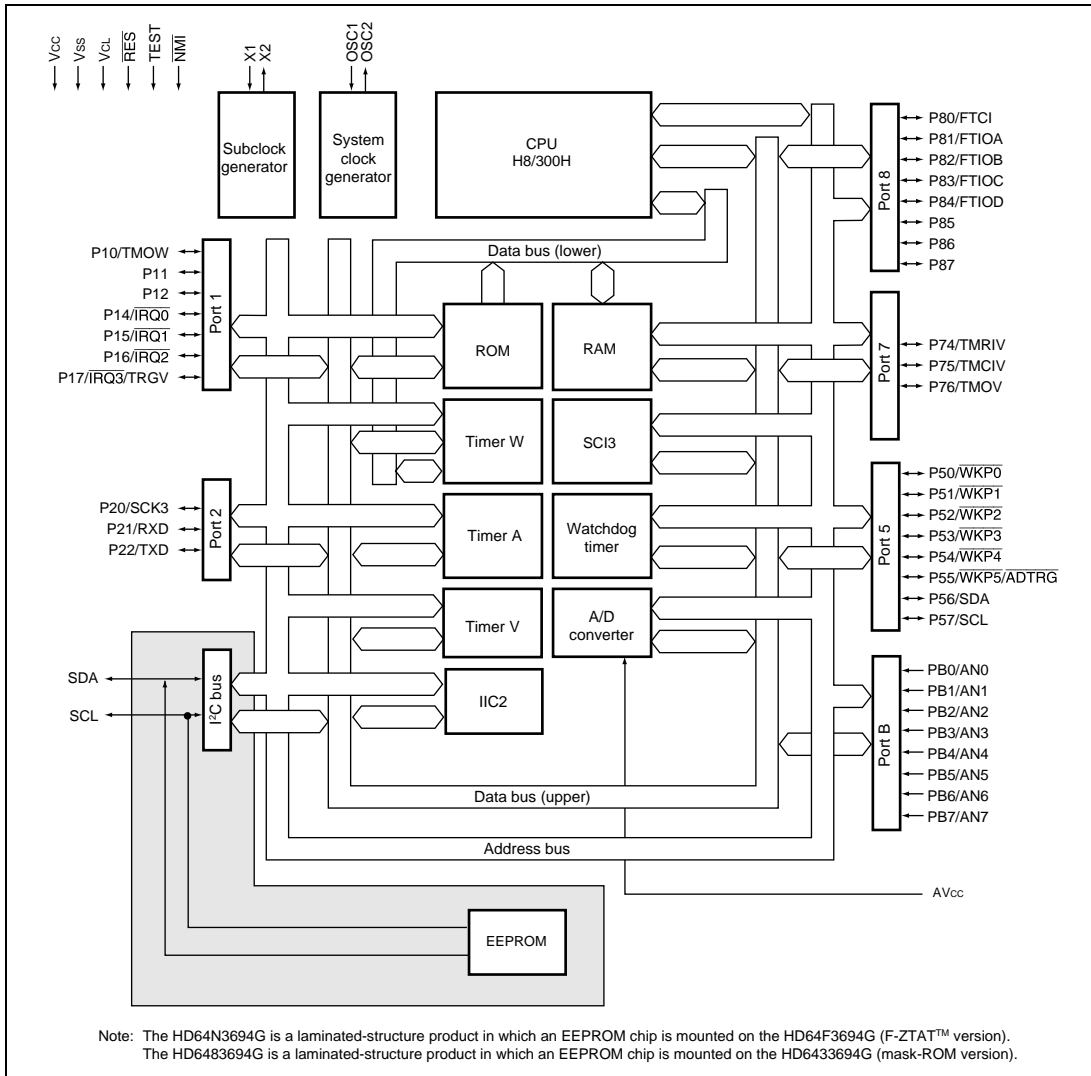 Vcc
Vss
VCL
RES
TEST
NMI
X1
X2
OSC1
OSC2
Subclock
generator
System
clock
generator
CPU
H8/300H
Port 8
P80/FTCI
P81/FTIOA
P82/FTIOB
P83/FTIOC
P84/FTIOD
P85
P86
P87
Data bus (lower)
P10/TMOW
P11
P12
P14/IRQ0
P15/IRQ1
P16/IRQ2
P17/IRQ3/TRGV
Port 1
ROM
RAM
Port 7
P74/TMRIV
P75/TMCIV
P76/TMOV
Timer W
SCI3
P20/SCK3
P21/RXD
P22/TXD
Port 2
Timer A
Watchdog
timer
Port 5
P50/WKP0
P51/WKP1
P52/WKP2
P53/WKP3
P54/WKP4
P55/WKP5/ADTRG
P56/SDA
P57/SCL
Timer V
A/D
converter
SDA
SCL
I²C bus
IIC2
Port B
PB0/AN0
PB1/AN1
PB2/AN2
PB3/AN3
PB4/AN4
PB5/AN5
PB6/AN6
PB7/AN7
Data bus (upper)
Address bus
AVcc
EEPROM
Note: The HD64N3694G is a laminated-structure product in which an EEPROM chip is mounted on the HD64F3694G (F-ZTAT™ version).
The HD6483694G is a laminated-structure product in which an EEPROM chip is mounted on the HD6433694G (mask-ROM version).